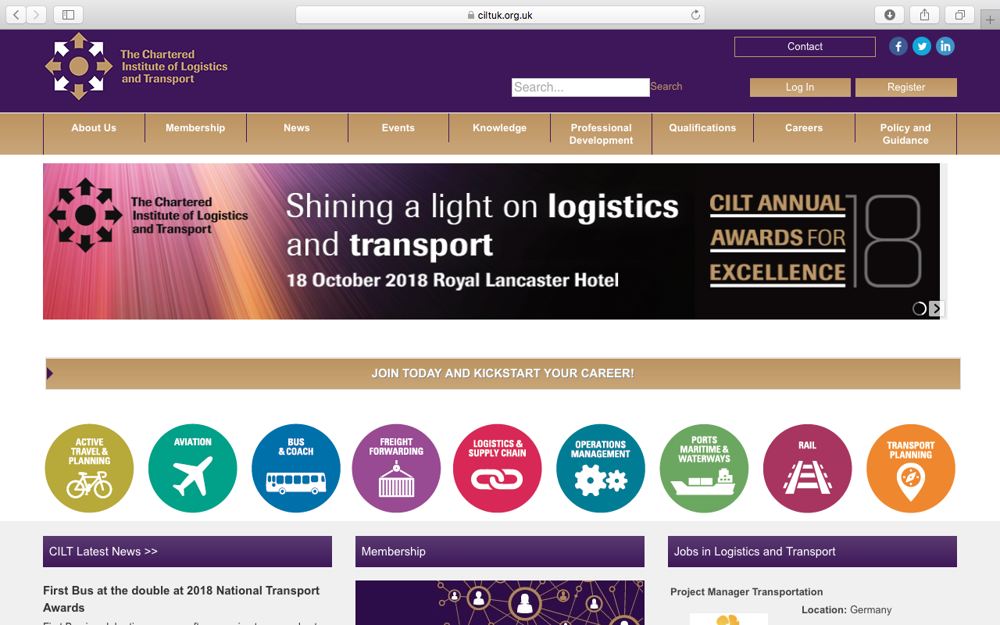 ciltuk.org.uk
The Chartered
Institute of Logistics
and Transport
Contact
Search...
Search
Log In
Register
About Us
Membership
News
Events
Knowledge
Professional
Development
Qualifications
Careers
Policy and
Guidance
The Chartered
Institute of Logistics
and Transport
Shining a light on logistics
and transport
18 October 2018 Royal Lancaster Hotel
CILT ANNUAL
AWARDS FOR
EXCELLENCE
18
JOIN TODAY AND KICKSTART YOUR CAREER!
ACTIVE
TRAVEL &
PLANNING
AVIATION
BUS
& COACH
FREIGHT
FORWARDING
LOGISTICS &
SUPPLY CHAIN
OPERATIONS
MANAGEMENT
PORTS
MARITIME &
WATERWAYS
RAIL
TRANSPORT
PLANNING
CILT Latest News >>
First Bus at the double at 2018 National Transport
Awards
Membership
Jobs in Logistics and Transport
Project Manager Transportation
Location: Germany